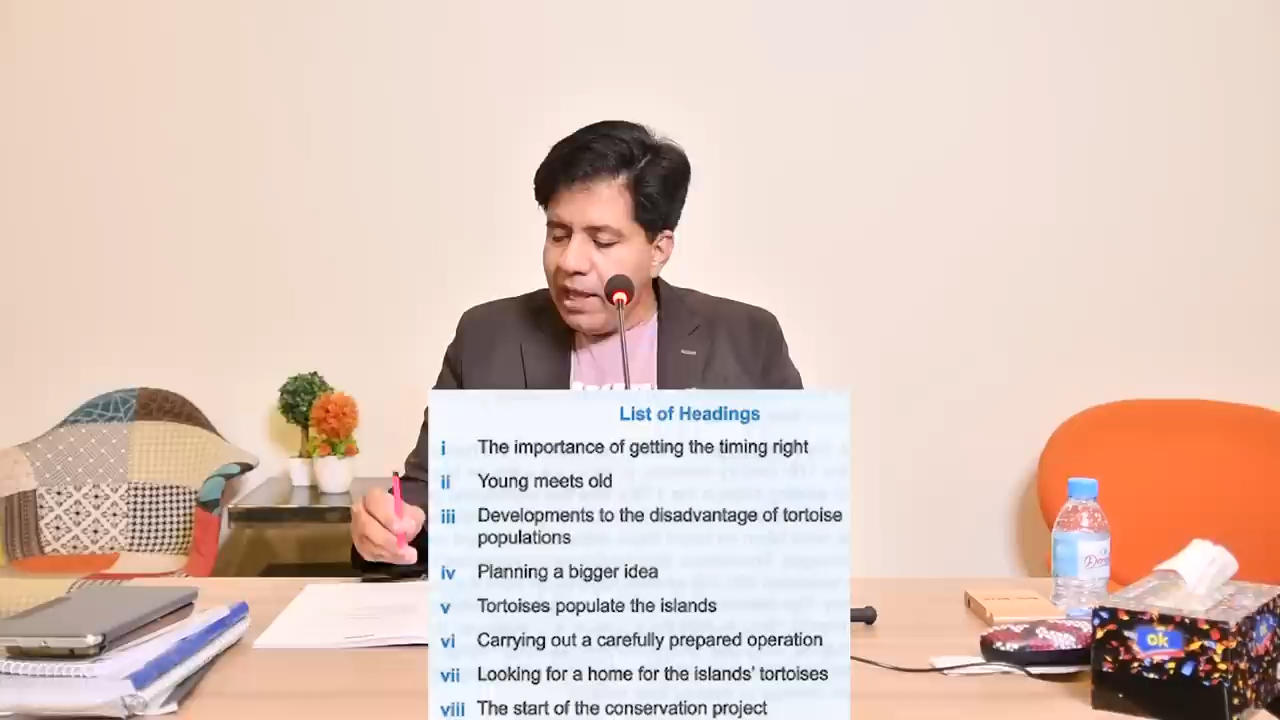 List of Headings
i The importance of getting the timing right
ii Young meets old
iii Developments to the disadvantage of tortoise
populations
iv Planning a bigger idea
v Tortoises populate the islands
vi Carrying out a carefully prepared operation
vii Looking for a home for the islands' tortoises
viii The start of the conservation project
ok